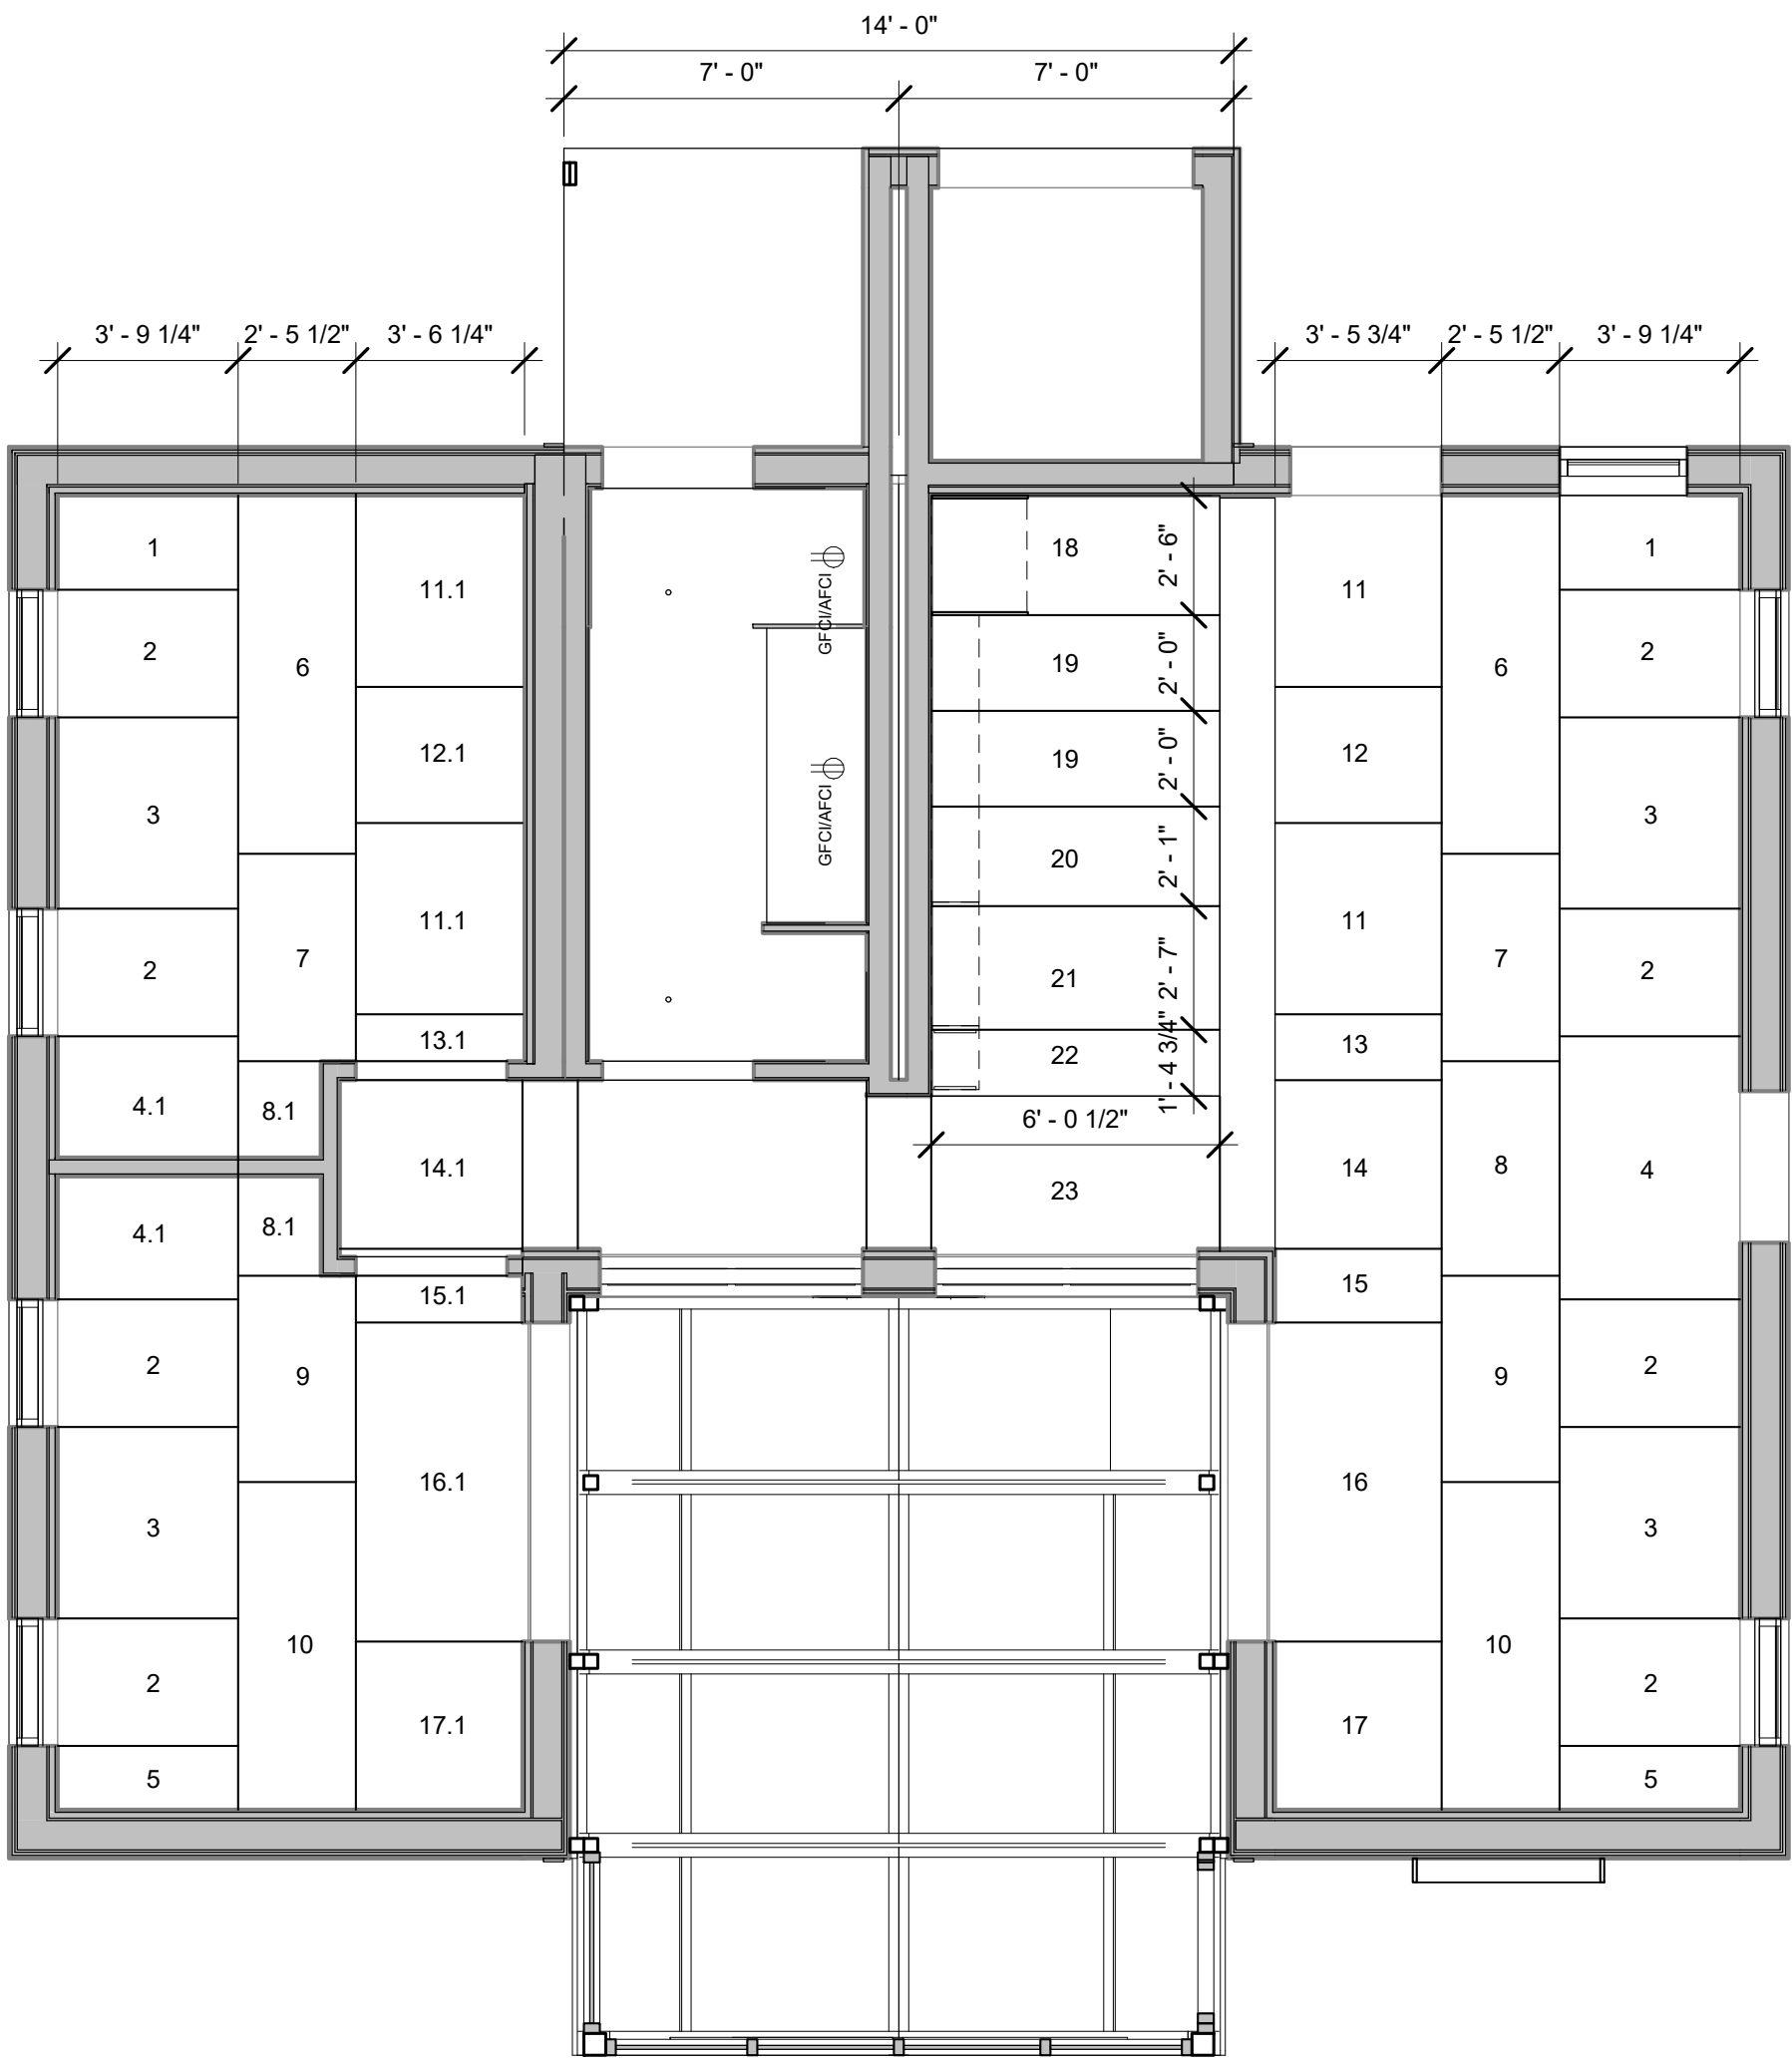 14' - 0"
7' - 0" 7' - 0"
3' - 9 1/4" 2' - 5 1/2" 3' - 6 1/4" 3' - 5 3/4" 2' - 5 1/2" 3' - 9 1/4"
1 18 2' - 6" 1
11.1 GFCI/AFCI 11
2 6 19 2' - 0" 6 2
12.1 19 2' - 0" 12
3 GFCI/AFCI 3
20 2' - 1"
11.1 11
2 7 21 2' - 7" 7 2
13.1 22 1' - 4 3/4" 13
4.1 8.1 6' - 0 1/2"
14.1 23 14 8 4
4.1 8.1
15.1 15
2 9 9 2
16.1 16
3 3
10 10
2 17.1 17 2
5 5